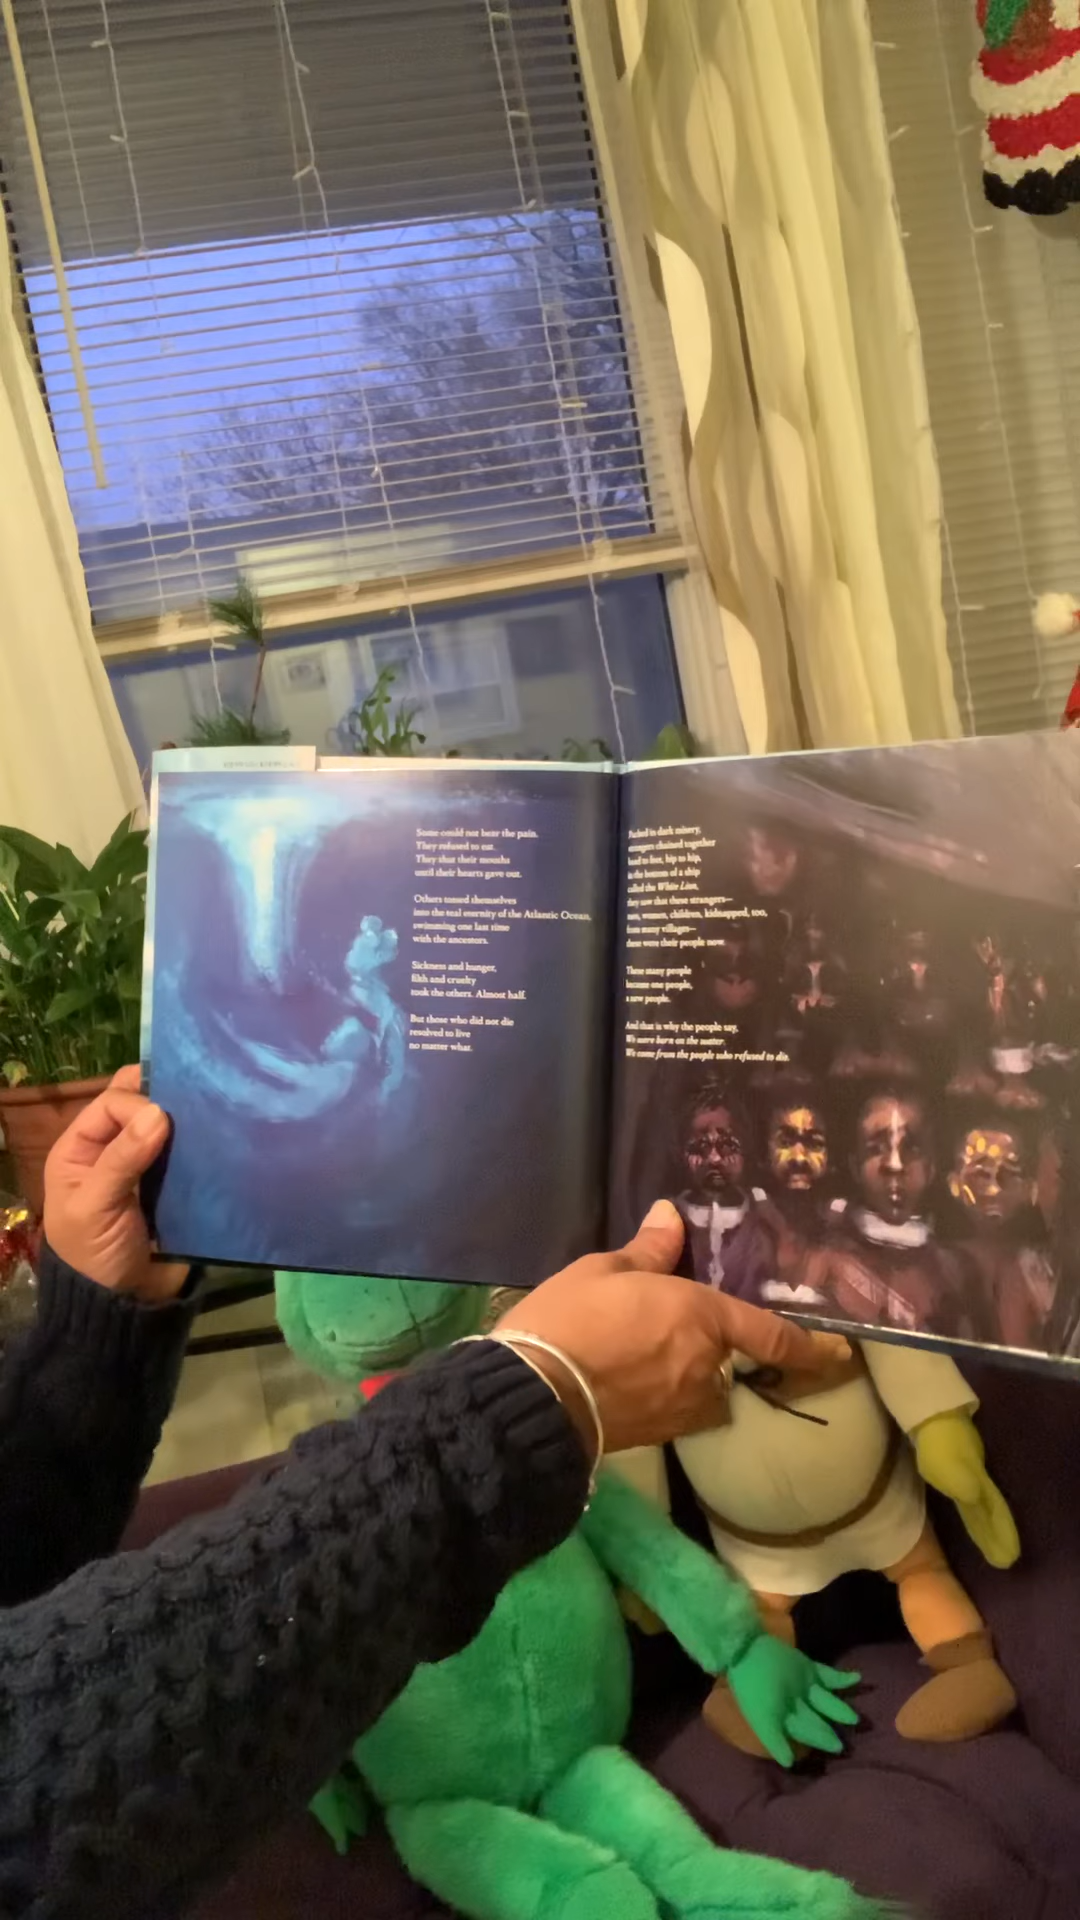 Some could not bear the pain.
They refused to eat.
They shut their mouths
until their hearts gave out.
Others tossed themselves
into the teal eternity of the Atlantic Ocean,
swimming one last time
with the ancestors.
Sickness and hunger,
filth and cruelty
took the others. Almost half.
But those who did not die
resolved to live
no matter what.
Packed in dark misery,
strangers chained together
head to feet, hip to hip,
in the bottom of a ship
called the White Lion,
they saw that these strangers—
men, women, children, kidnapped, too,
from many villages—
these were their people now.
These many people
became one people,
a new people.
And that is why the people say,
We were born on the water.
We come from the people who refused to die.